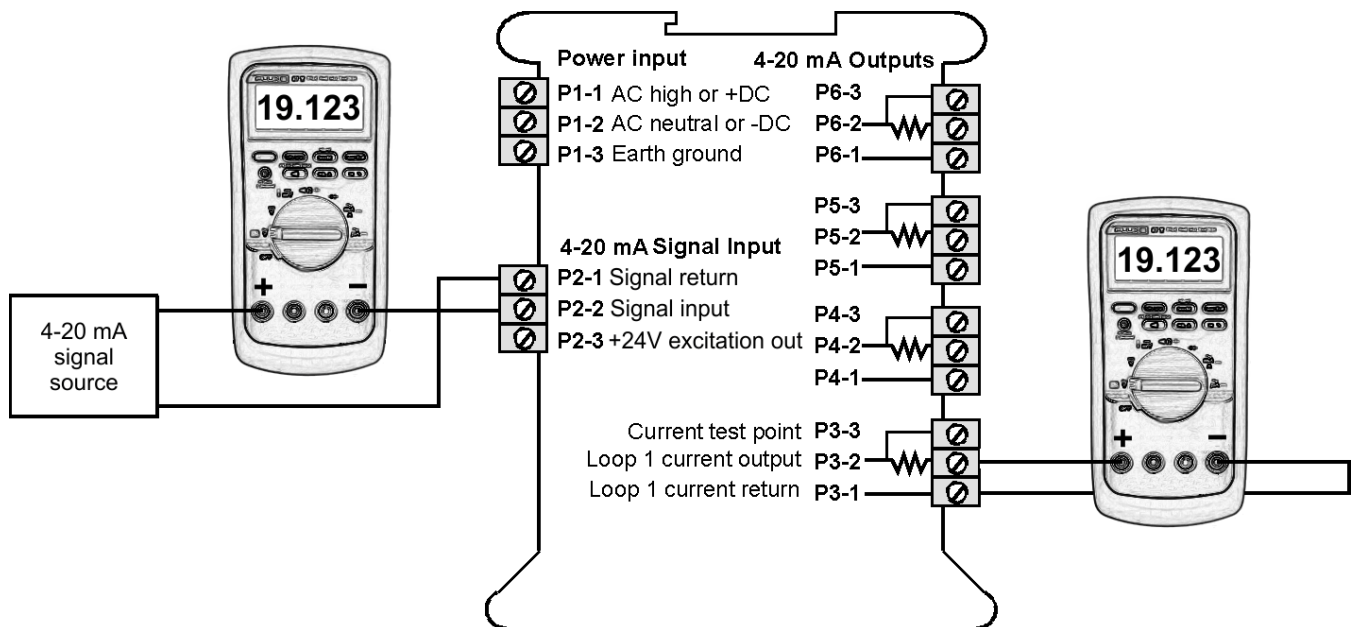 Power input
P1-1 AC high or +DC
P1-2 AC neutral or -DC
P1-3 Earth ground
4-20 mA Signal Input
P2-1 Signal return
P2-2 Signal input
P2-3 +24V excitation out
4-20 mA Outputs
P6-3
P6-2
P6-1
P5-3
P5-2
P5-1
P4-3
P4-2
P4-1
Current test point P3-3
Loop 1 current output P3-2
Loop 1 current return P3-1
19.123
+ −
4-20 mA
signal
source
19.123
+ −